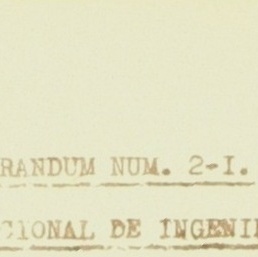 RANDUM NUM. 2-I.
CIONAL DE INGENI